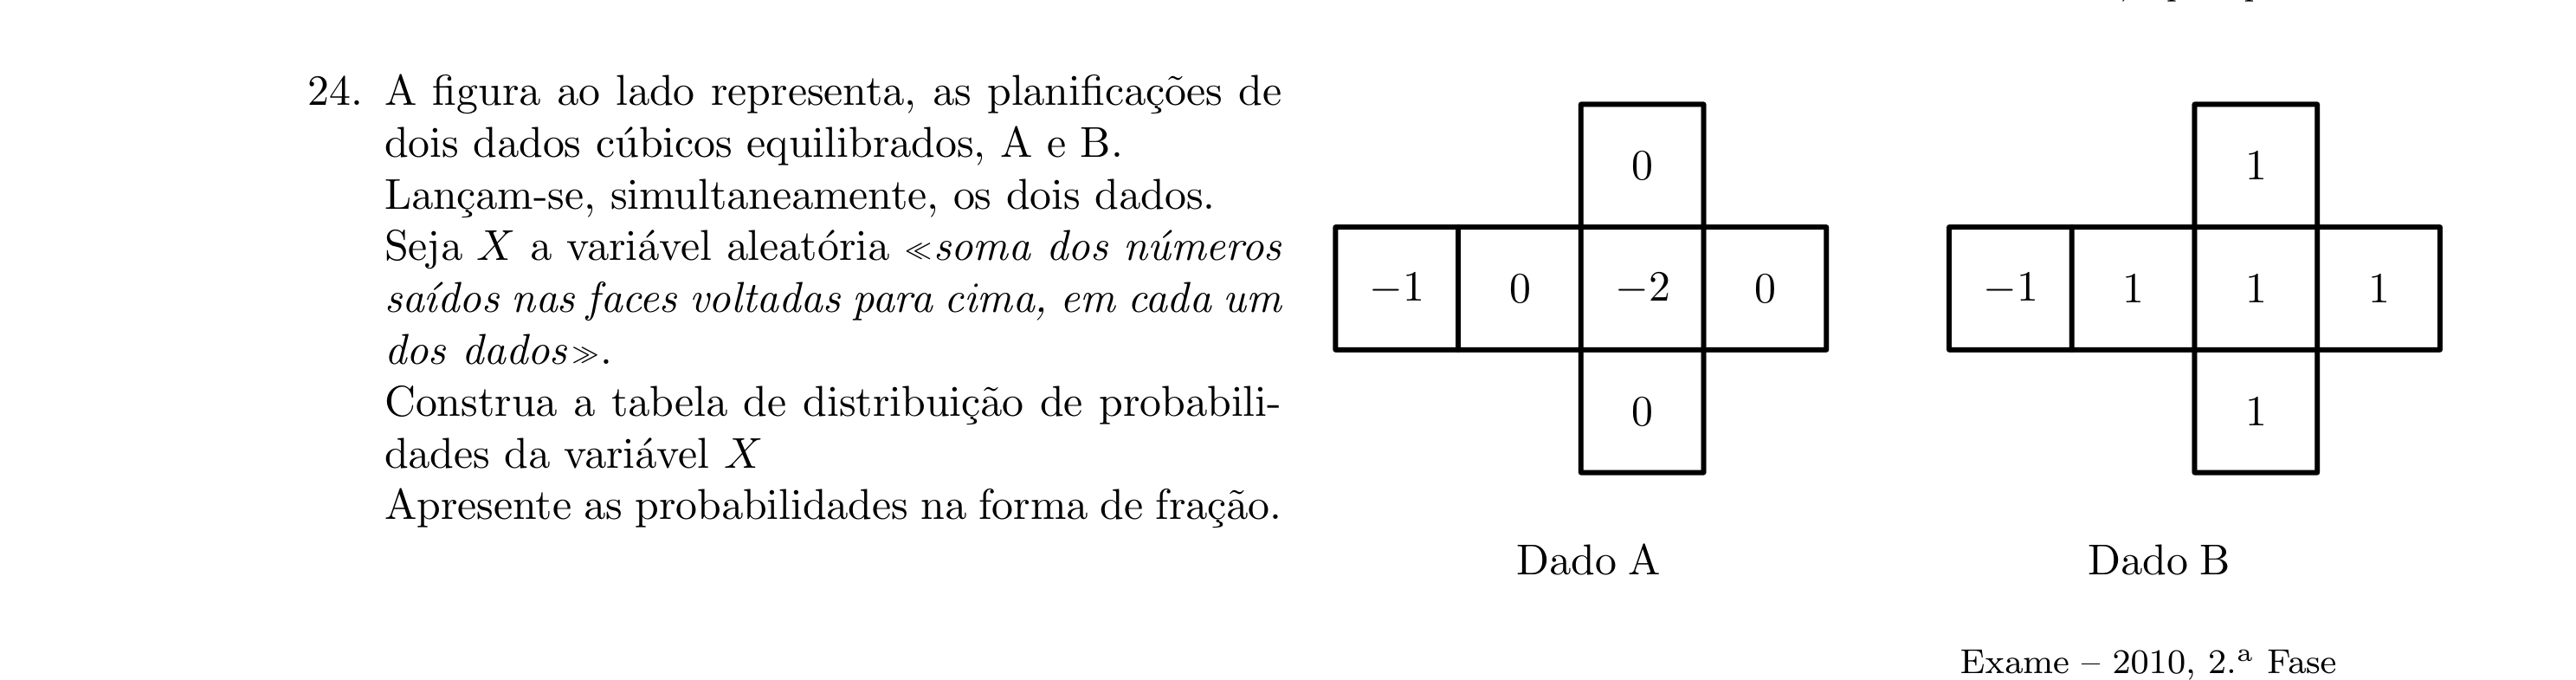 24. A figura ao lado representa, as planificações de
dois dados cúbicos equilibrados, A e B.
Lançam-se, simultaneamente, os dois dados.
Seja X a variável aleatória ≪soma dos números
saídos nas faces voltadas para cima, em cada um
dos dados≫.
Construa a tabela de distribuição de probabili-
dades da variável X
Apresente as probabilidades na forma de fração.
0
−1 0 −2 0
0
Dado A
1
−1 1 1 1
1
Dado B
Exame – 2010, 2.ª Fase